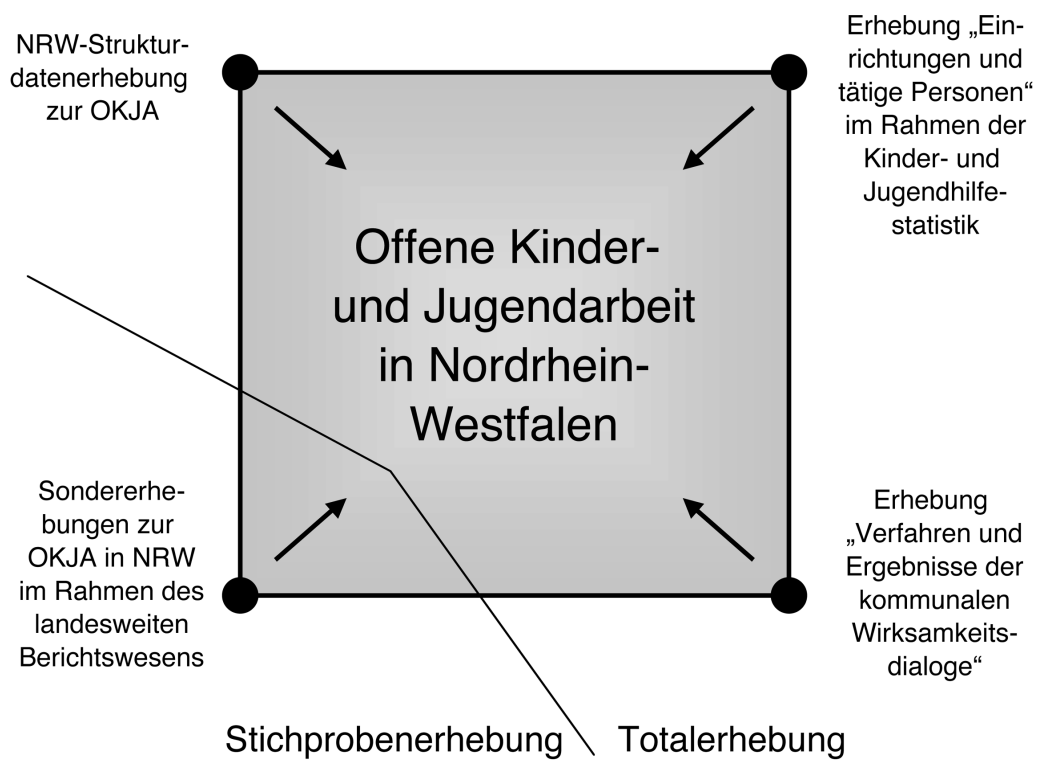 NRW-Struktur-
datenerhebung
zur OKJA
Erhebung „Ein-
richtungen und
tätige Personen“
im Rahmen der
Kinder- und
Jugendhilfe-
statistik
Offene Kinder-
und Jugendarbeit
in Nordrhein-
Westfalen
Sondererhe-
bungen zur
OKJA in NRW
im Rahmen des
landesweiten
Berichtswesens
Erhebung
„Verfahren und
Ergebnisse der
kommunalen
Wirksamkeits-
dialoge“
Stichprobenerhebung
Totalerhebung